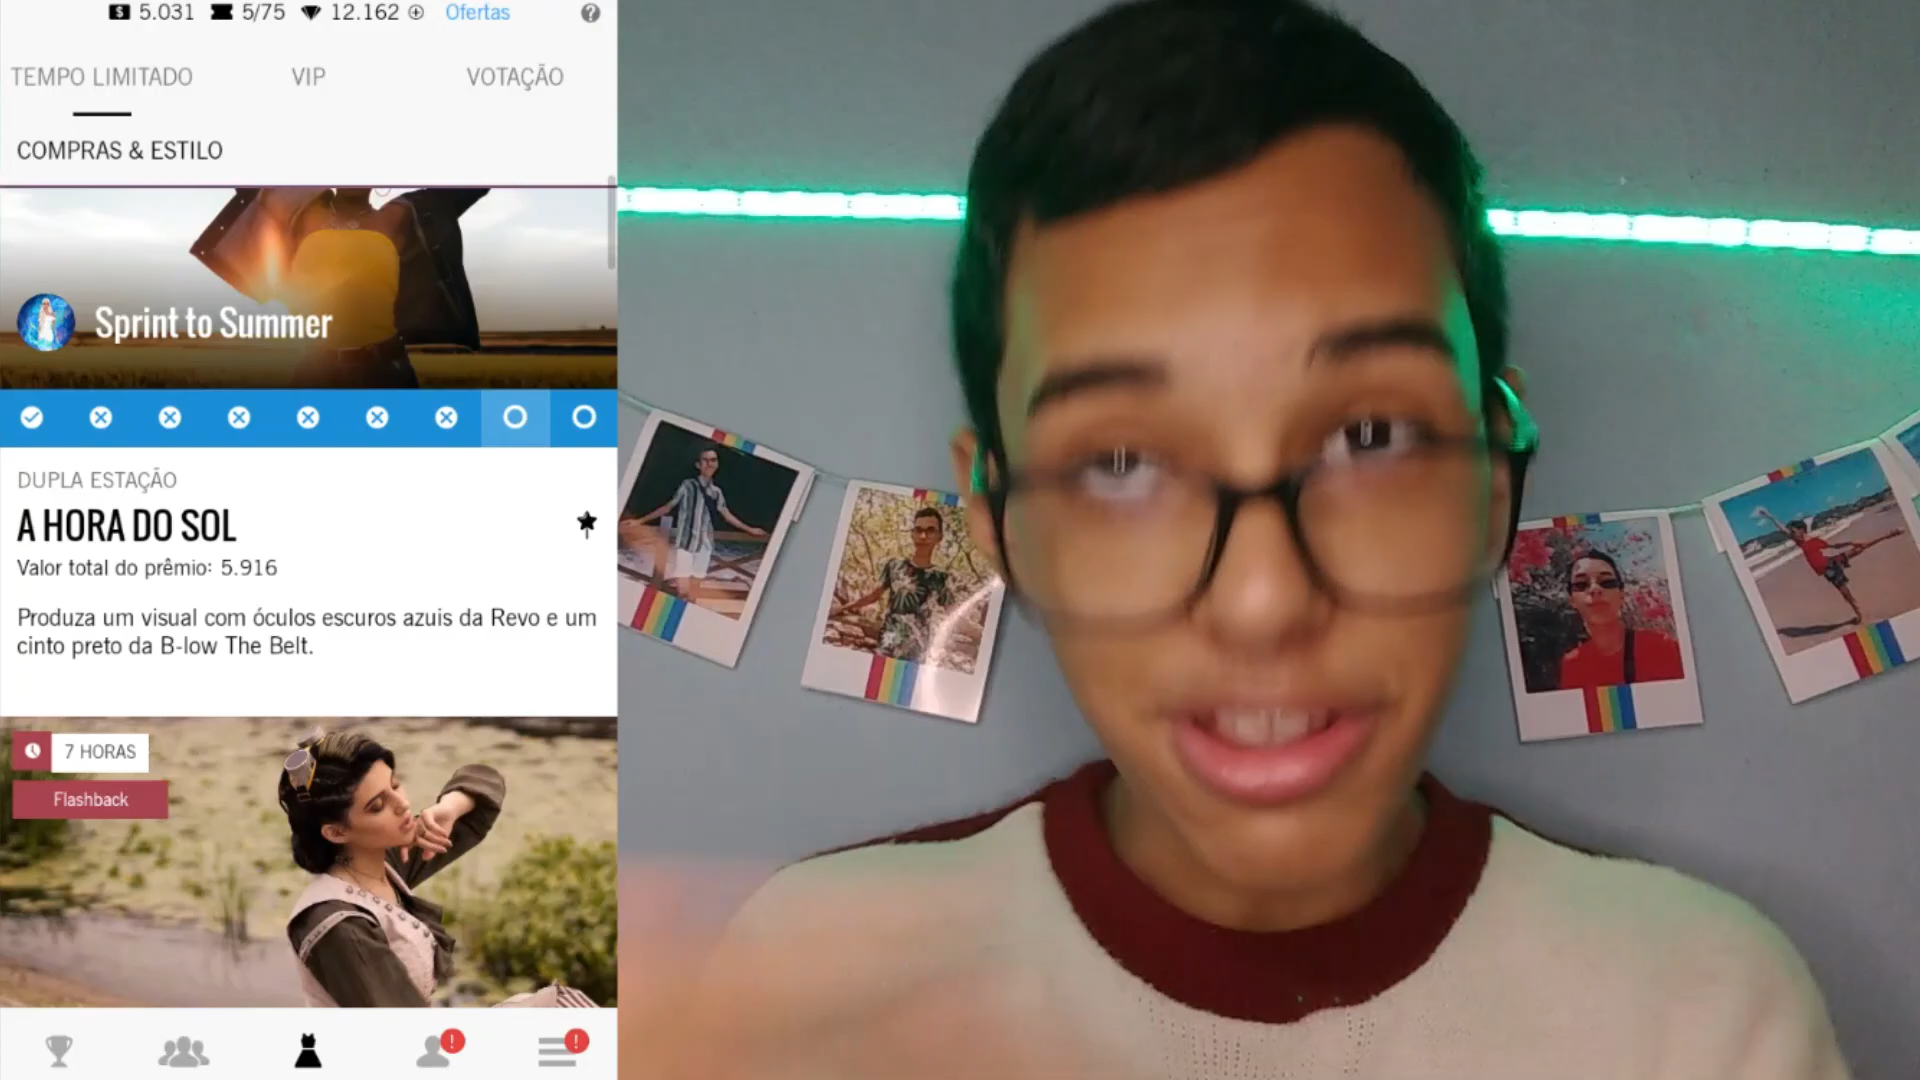 5.031 5/75 12.162 Ofertas
TEMPO LIMITADO VIP VOTAÇÃO
COMPRAS & ESTILO
Sprint to Summer
DUPLA ESTAÇÃO
A HORA DO SOL
Valor total do prêmio: 5.916
Produza um visual com óculos escuros azuis da Revo e um
cinto preto da B-low The Belt.
7 HORAS
Flashback